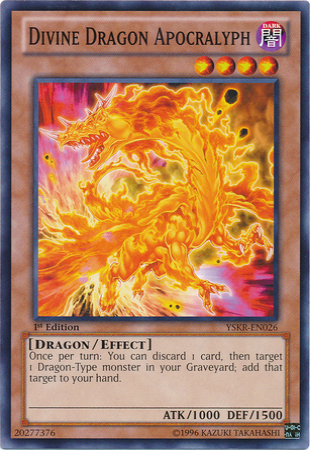 DIVINE DRAGON APOCRALYPH
DARK
闇
1st Edition
YSKR-EN026
[DRAGON/EFFECT]
Once per turn: You can discard 1 card, then target
1 Dragon-Type monster in your Graveyard; add that
target to your hand.
ATK/1000 DEF/1500
20277376
©1996 KAZUKI TAKAHASHI